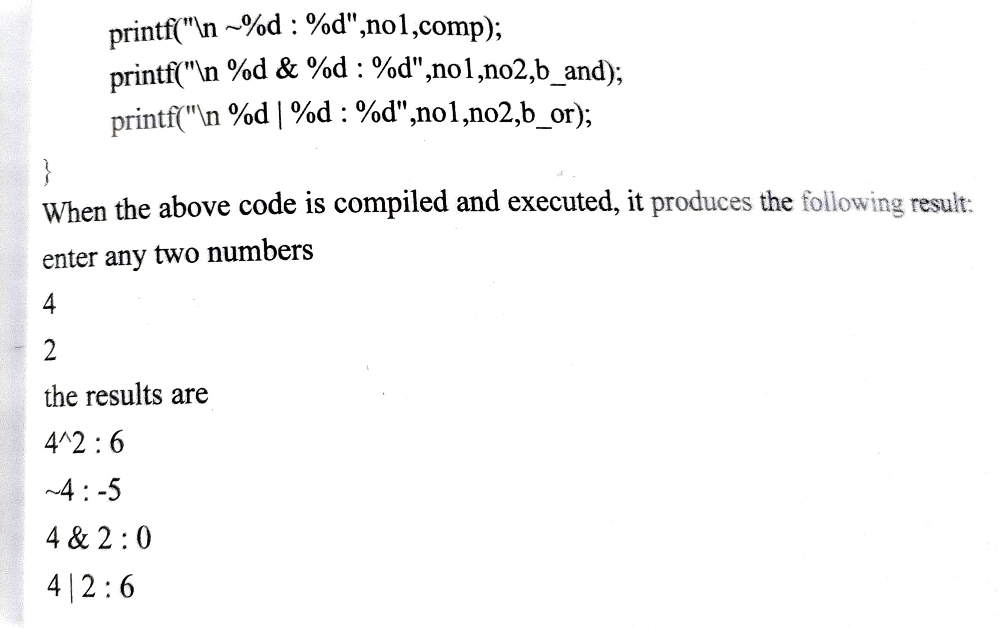 printf("\n ~%d : %d",no1,comp);
printf("\n %d & %d : %d",no1,no2,b_and);
printf("\n %d | %d : %d",no1,no2,b_or);
}
When the above code is compiled and executed, it produces the following result:
enter any two numbers
4
2
the results are
4^2 : 6
~4 : -5
4 & 2 : 0
4 | 2 : 6